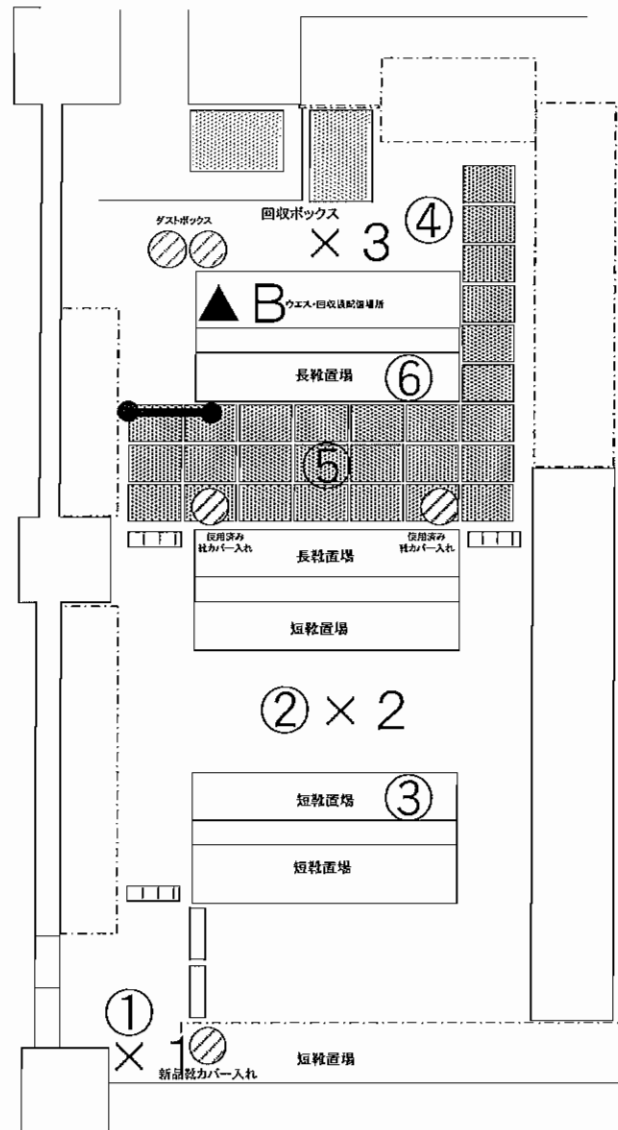 回収ボックス
④
ダストボックス
× 3
▲ B ウエス・回収袋配備場所
長靴置場
⑥
⑤
使用済み
靴カバー入れ
使用済み
靴カバー入れ
長靴置場
短靴置場
② × 2
短靴置場
③
短靴置場
①
× 1
新品靴カバー入れ
短靴置場